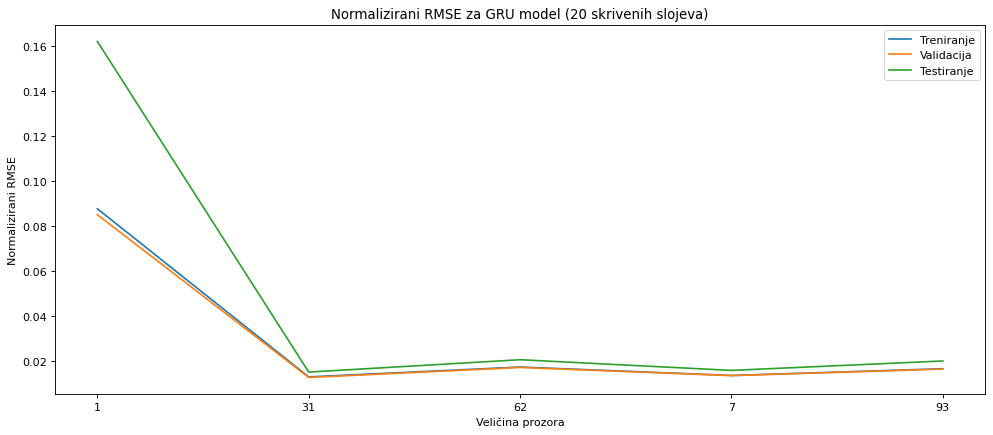 Normalizirani RMSE za GRU model (20 skrivenih slojeva)
Treniranje
Validacija
Testiranje
Normalizirani RMSE
0.16
0.14
0.12
0.10
0.08
0.06
0.04
0.02
1 31 62 7 93
Veličina prozora